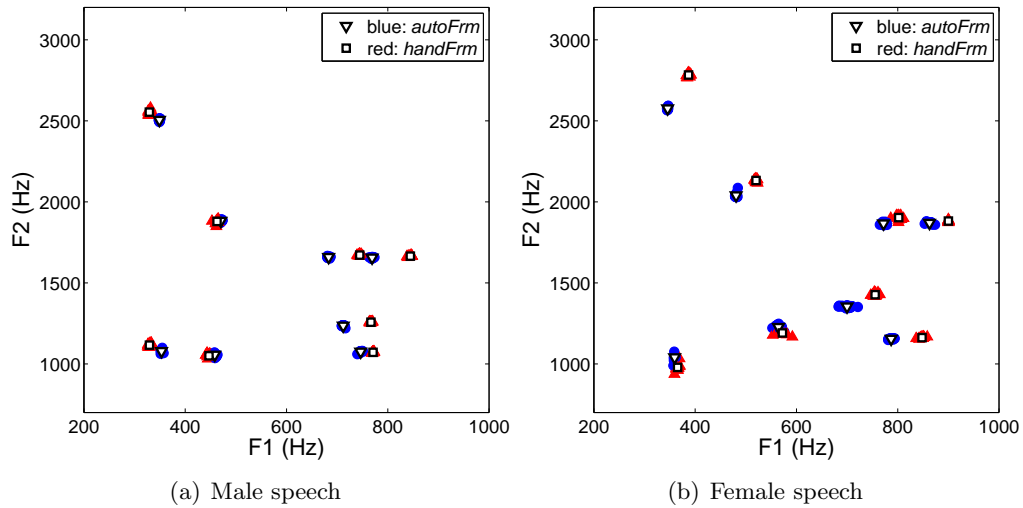 blue: autoFrm
red: handFrm
3000
2500
2000
1500
1000
F2 (Hz)
200 400 600 800 1000
F1 (Hz)
(a) Male speech
blue: autoFrm
red: handFrm
3000
2500
2000
1500
1000
F2 (Hz)
200 400 600 800 1000
F1 (Hz)
(b) Female speech